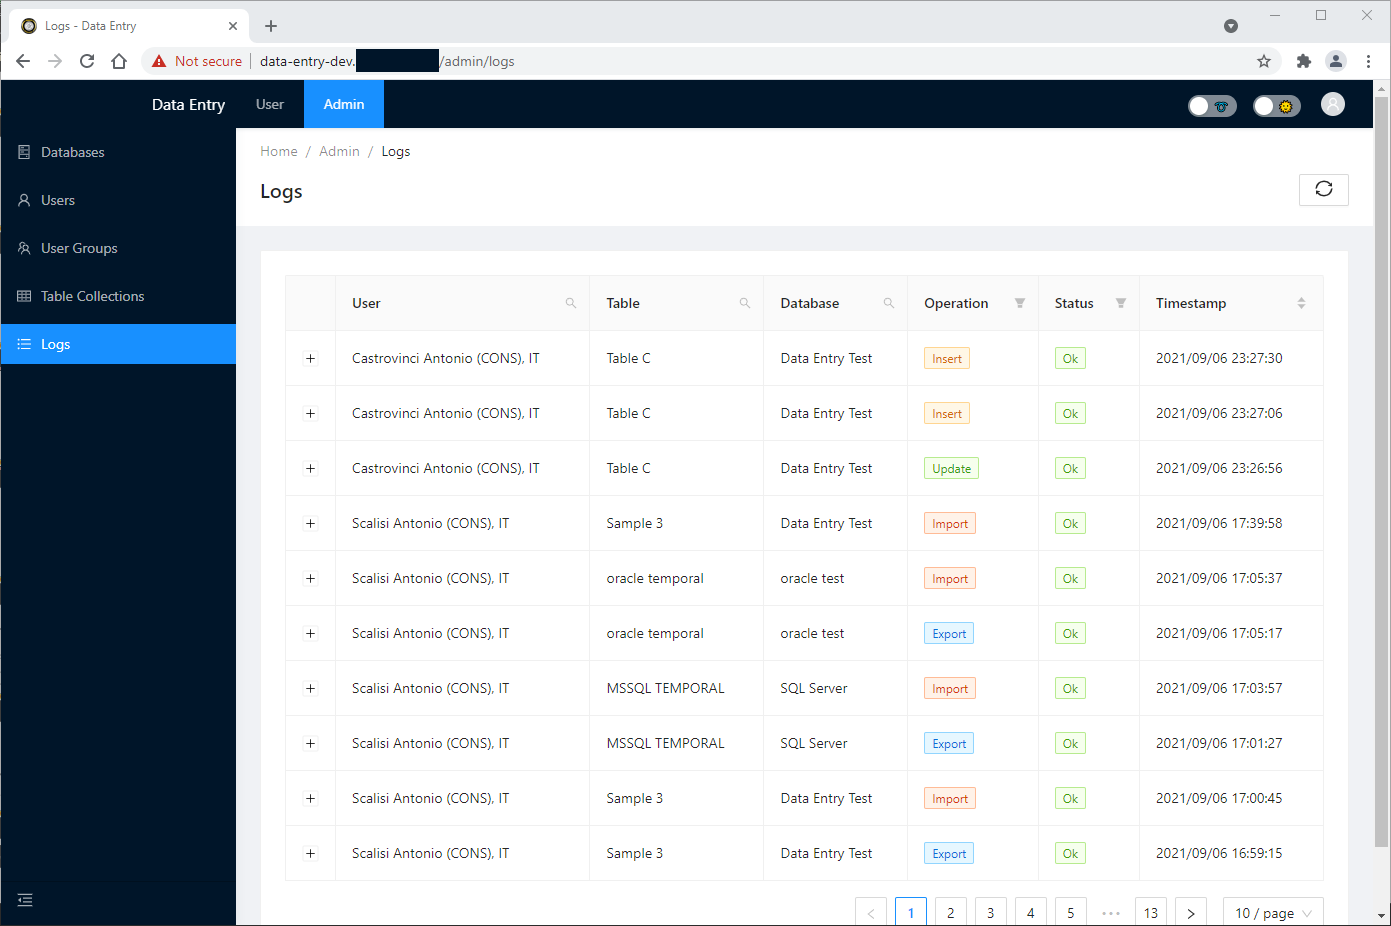 Logs - Data Entry
Not secure data-entry-dev. /admin/logs
Data Entry User Admin
Databases
Users
User Groups
Table Collections
Logs
Home / Admin / Logs
Logs
User Table Database Operation Status Timestamp
+ Castrovinci Antonio (CONS), IT Table C Data Entry Test Insert Ok 2021/09/06 23:27:30
+ Castrovinci Antonio (CONS), IT Table C Data Entry Test Insert Ok 2021/09/06 23:27:06
+ Castrovinci Antonio (CONS), IT Table C Data Entry Test Update Ok 2021/09/06 23:26:56
+ Scalisi Antonio (CONS), IT Sample 3 Data Entry Test Import Ok 2021/09/06 17:39:58
+ Scalisi Antonio (CONS), IT oracle temporal oracle test Import Ok 2021/09/06 17:05:37
+ Scalisi Antonio (CONS), IT oracle temporal oracle test Export Ok 2021/09/06 17:05:17
+ Scalisi Antonio (CONS), IT MSSQL TEMPORAL SQL Server Import Ok 2021/09/06 17:03:57
+ Scalisi Antonio (CONS), IT MSSQL TEMPORAL SQL Server Export Ok 2021/09/06 17:01:27
+ Scalisi Antonio (CONS), IT Sample 3 Data Entry Test Import Ok 2021/09/06 17:00:45
+ Scalisi Antonio (CONS), IT Sample 3 Data Entry Test Export Ok 2021/09/06 16:59:15
< 1 2 3 4 5 ••• 13 > 10 / page